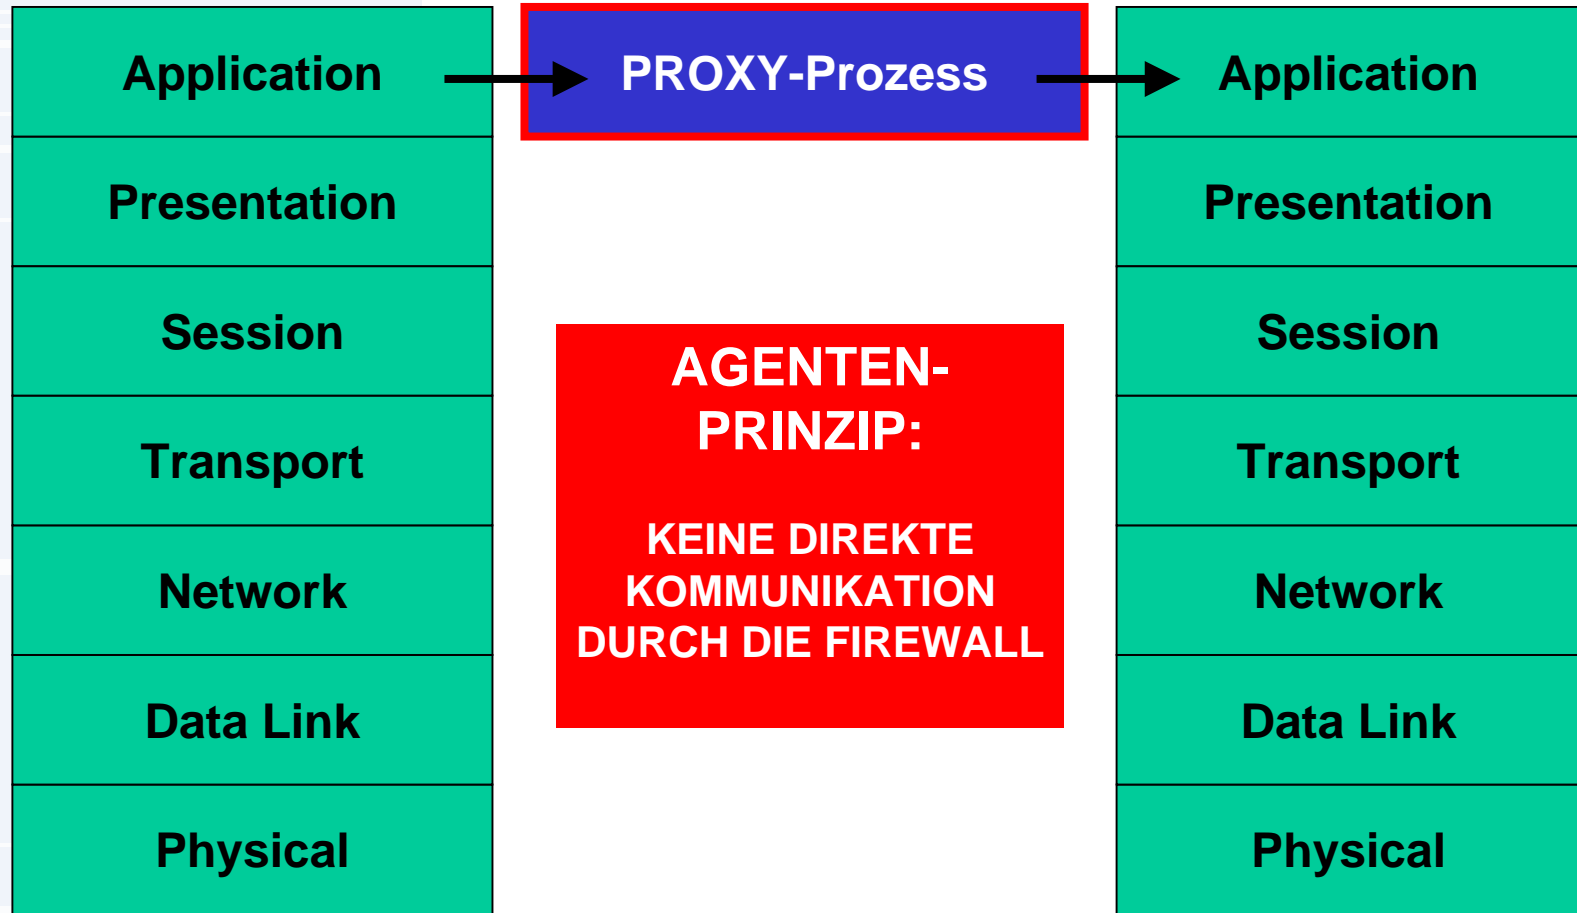 Application
Presentation
Session
Transport
Network
Data Link
Physical
PROXY-Prozess
AGENTEN-
PRINZIP:
KEINE DIREKTE
KOMMUNIKATION
DURCH DIE FIREWALL
Application
Presentation
Session
Transport
Network
Data Link
Physical